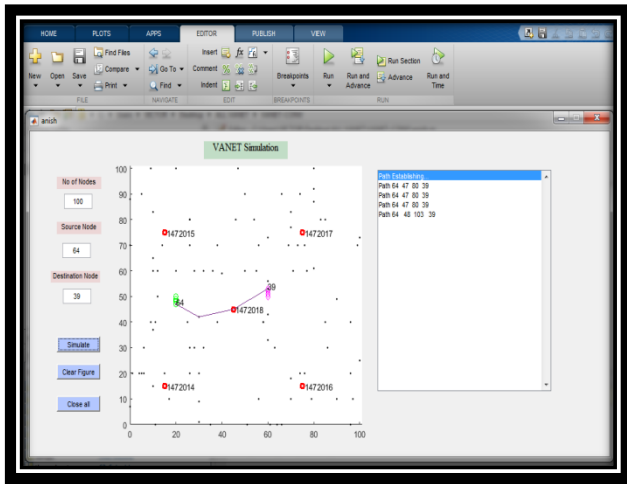 HOME PLOTS APPS EDITOR PUBLISH VIEW
New Open Save Find Files Compare Print
Go To Find
Insert fx
Comment
Indent
Breakpoints
Run Run and Advance Run Section Advance Run and Time
FILE NAVIGATE EDIT BREAKPOINTS RUN
anish
VANET Simulation
No of Nodes
100
Source Node
64
Destination Node
39
Simulate
Clear Figure
Close all
100
90
80
70
60
50
40
30
20
10
0
0 20 40 60 80 100
1472015
1472017
39
64
1472018
1472014
1472016
Path Establishing...
Path 64 47 80 39
Path 64 47 80 39
Path 64 47 80 39
Path 64 48 103 39